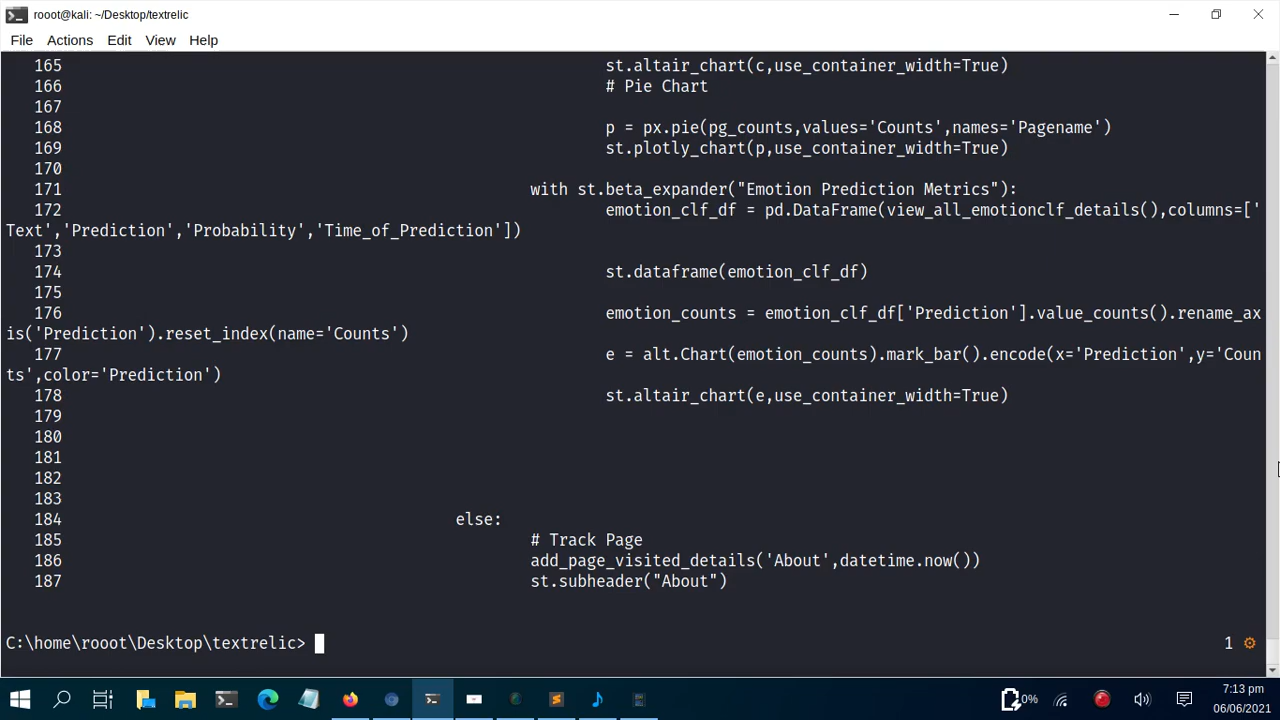 rooot@kali: ~/Desktop/textrelic
File Actions Edit View Help
165 st.altair_chart(c,use_container_width=True)
166 # Pie Chart
167
168 p = px.pie(pg_counts,values='Counts',names='Pagename')
169 st.plotly_chart(p,use_container_width=True)
170
171 with st.beta_expander("Emotion Prediction Metrics"):
172 emotion_clf_df = pd.DataFrame(view_all_emotionclf_details(),columns=['
Text','Prediction','Probability','Time_of_Prediction'])
173
174 st.dataframe(emotion_clf_df)
175
176 emotion_counts = emotion_clf_df['Prediction'].value_counts().rename_ax
is('Prediction').reset_index(name='Counts')
177 e = alt.Chart(emotion_counts).mark_bar().encode(x='Prediction',y='Coun
ts',color='Prediction')
178 st.altair_chart(e,use_container_width=True)
179
180
181
182
183
184 else:
185 # Track Page
186 add_page_visited_details('About',datetime.now())
187 st.subheader("About")
C:\home\rooot\Desktop\textrelic> 1
0% 7:13 pm
06/06/2021